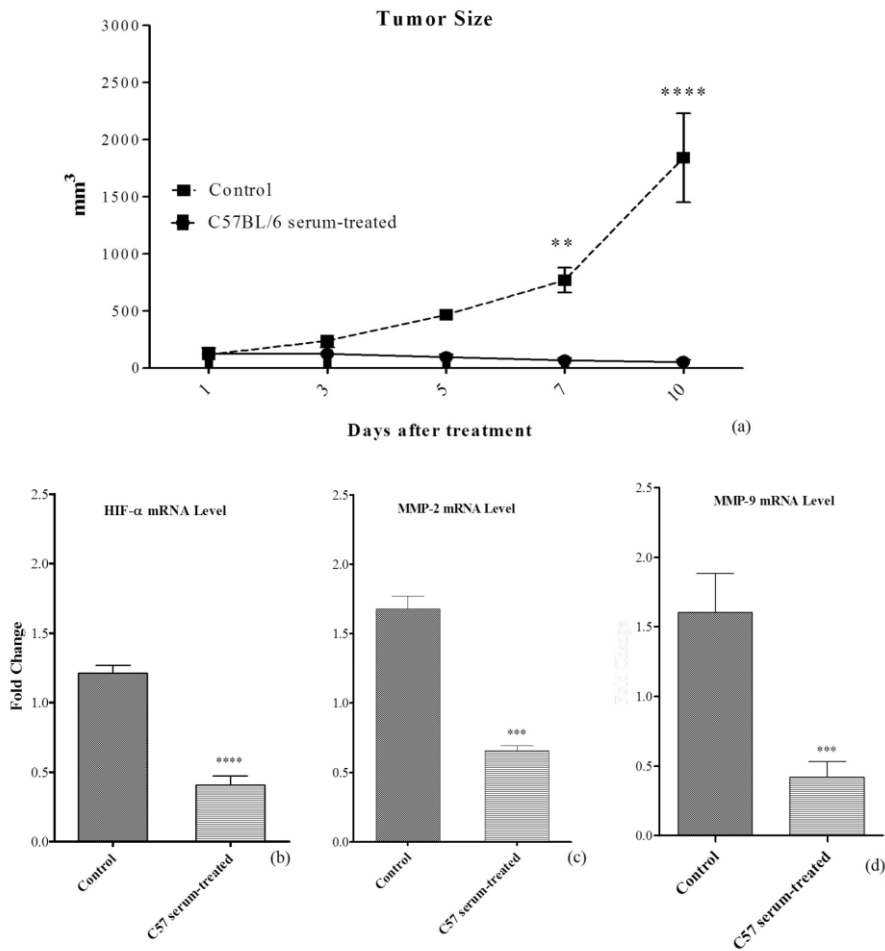 Tumor Size
3000
2500
2000
1500
1000
500
0
mm³
Control
C57BL/6 serum-treated
**
****
1
3
5
7
10
Days after treatment
(a)
HIF-α mRNA Level
2.5
2.0
1.5
1.0
0.5
0.0
Fold Change
****
Control
C57 serum-treated
(b)
MMP-2 mRNA Level
2.5
2.0
1.5
1.0
0.5
0.0
***
Control
C57 serum-treated
(c)
MMP-9 mRNA Level
2.5
2.0
1.5
1.0
0.5
0.0
Fold Change
***
Control
C57 serum-treated
(d)